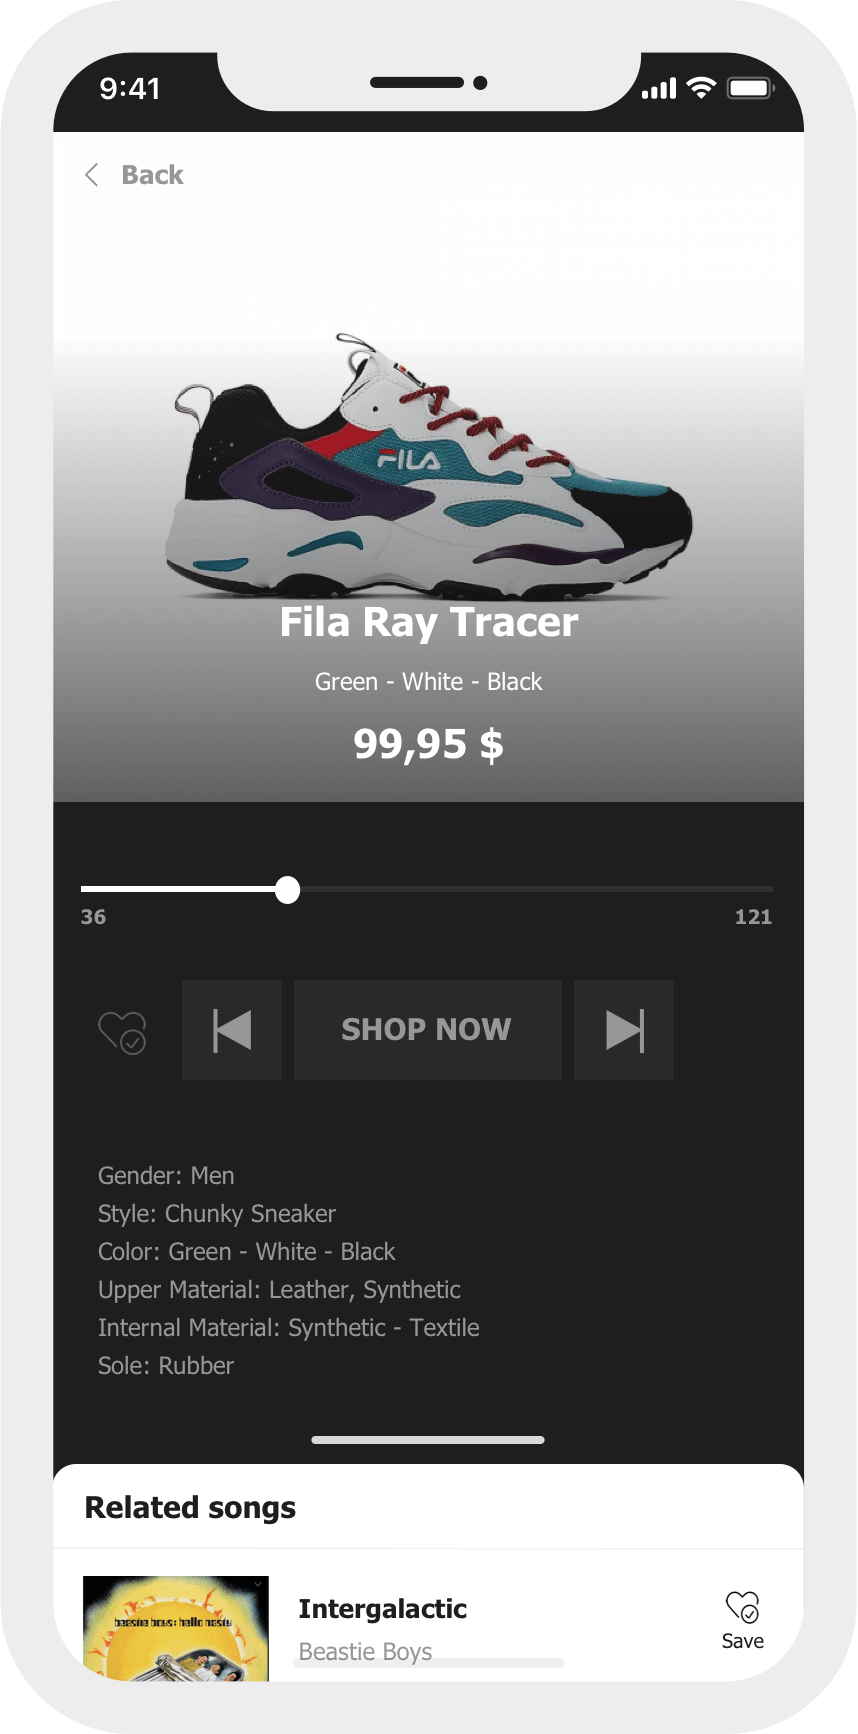 9:41
Back
FILA
Fila Ray Tracer
Green - White - Black
99,95 $
36
121
SHOP NOW
Gender: Men
Style: Chunky Sneaker
Color: Green - White - Black
Upper Material: Leather, Synthetic
Internal Material: Synthetic - Textile
Sole: Rubber
Related songs
beastie boys: hello nasty
Intergalactic
Beastie Boys
Save